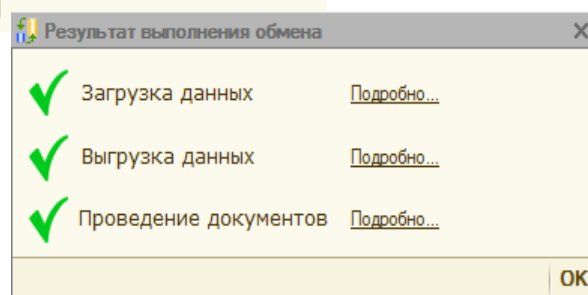 Результат выполнения обмена
Загрузка данных Подробно...
Выгрузка данных Подробно...
Проведение документов Подробно...
OK